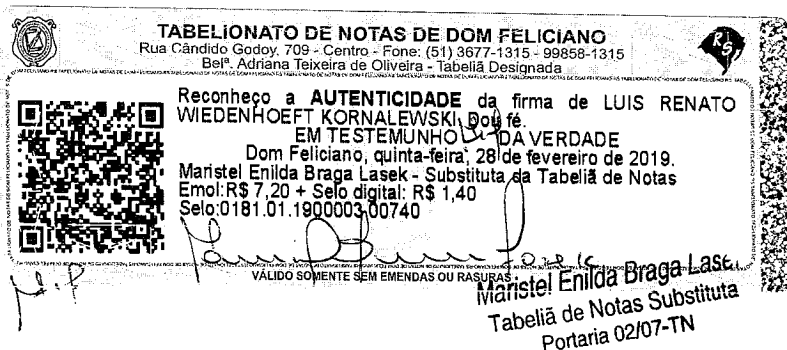 TABELIONATO DE NOTAS DE DOM FELICIANO
Rua Cândido Godoy, 709 - Centro - Fone: (51) 3677-1315 - 99858-1315
Belª. Adriana Teixeira de Oliveira - Tabeliã Designada
Reconheço a AUTENTICIDADE da firma de LUIS RENATO
WIEDENHOEFT KORNALEWSKI. Dou fé.
EM TESTEMUNHO DA VERDADE
Dom Feliciano, quinta-feira, 28 de fevereiro de 2019.
Maristel Enilda Braga Lasek - Substituta da Tabeliã de Notas
Emol: R$ 7,20 + Selo digital: R$ 1,40
Selo: 0181.01.1900003.00740
VÁLIDO SOMENTE SEM EMENDAS OU RASURAS
Maristel Enilda Braga Lasek
Tabeliã de Notas Substituta
Portaria 02/07-TN